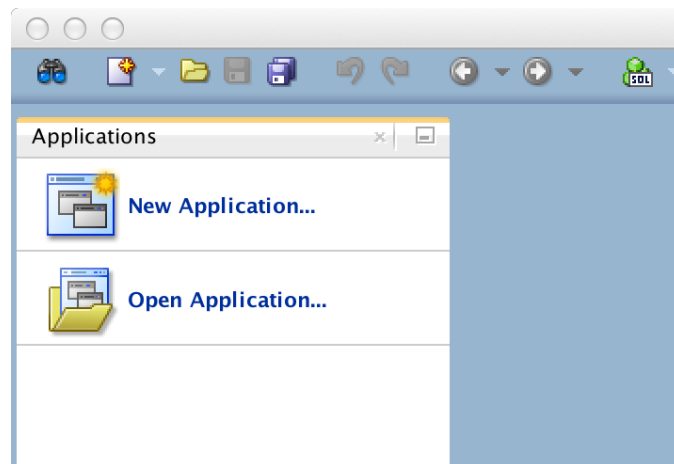 SQL
Applications
New Application...
Open Application...